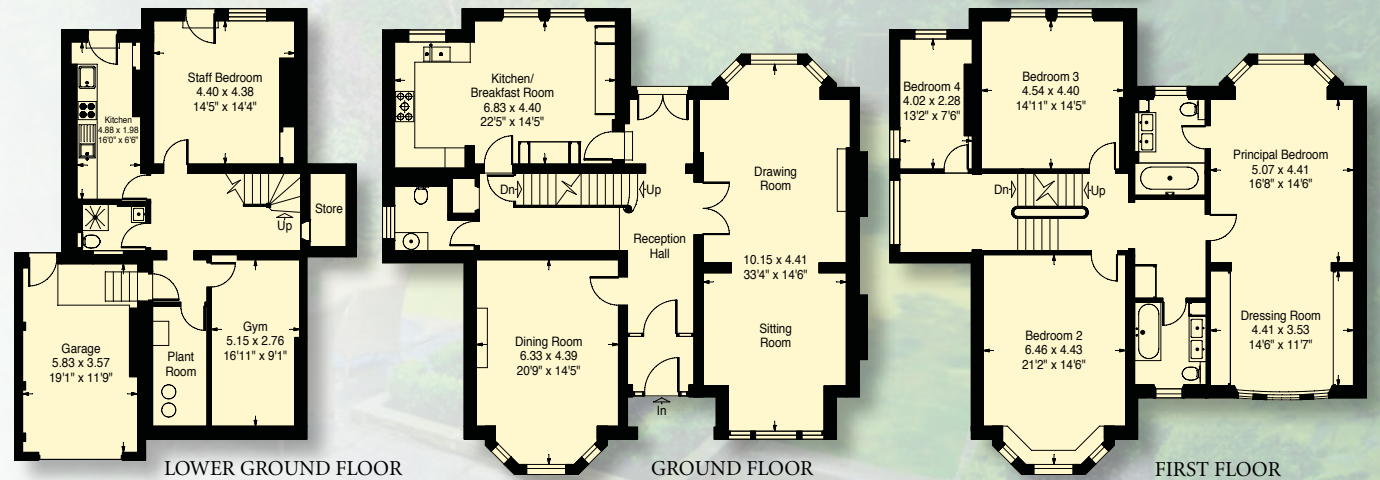 Staff Bedroom
4.40 x 4.38
14'5" x 14'4"
Kitchen
4.88 x 1.98
16'0" x 6'6"
Store
Up
Garage
5.83 x 3.57
19'1" x 11'9"
Plant
Room
Gym
5.15 x 2.76
16'11" x 9'1"
LOWER GROUND FLOOR
Kitchen/
Breakfast Room
6.83 x 4.40
22'5" x 14'5"
Dn
Up
Reception
Hall
Drawing
Room
10.15 x 4.41
33'4" x 14'6"
Sitting
Room
Dining Room
6.33 x 4.39
20'9" x 14'5"
In
GROUND FLOOR
Bedroom 4
4.02 x 2.28
13'2" x 7'6"
Bedroom 3
4.54 x 4.40
14'11" x 14'5"
Principal Bedroom
5.07 x 4.41
16'8" x 14'6"
Dn
Up
Bedroom 2
6.46 x 4.43
21'2" x 14'6"
Dressing Room
4.41 x 3.53
14'6" x 11'7"
FIRST FLOOR